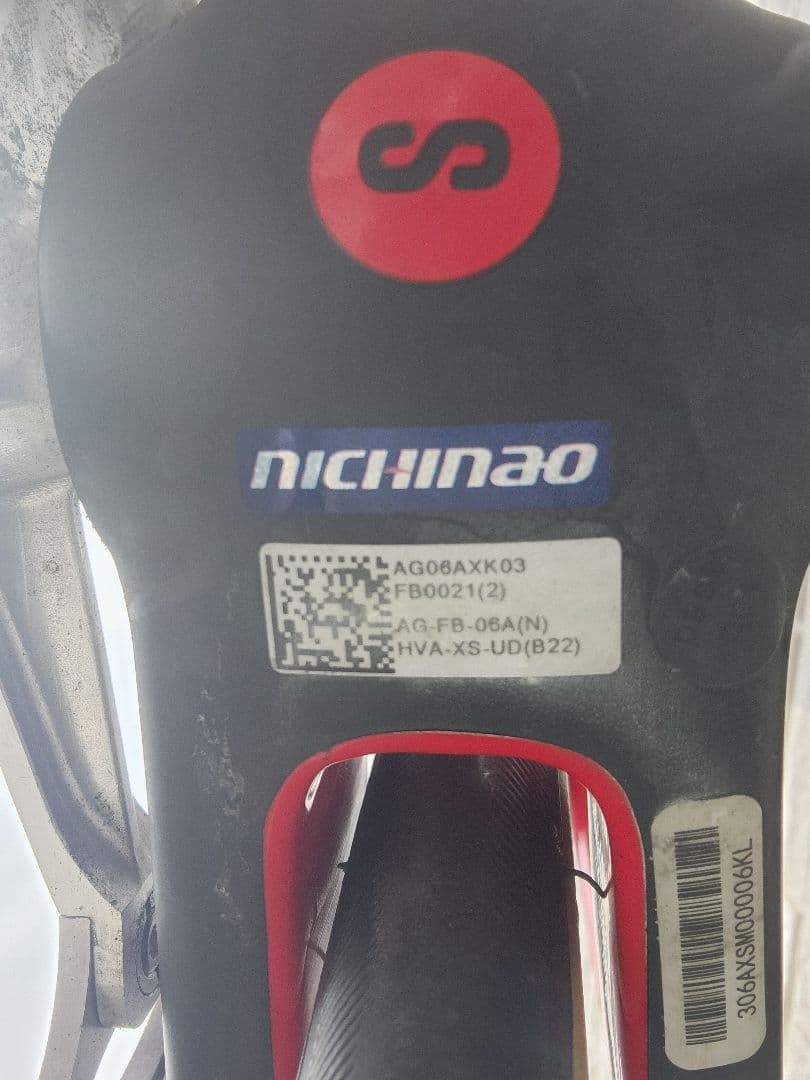 S
nICHInao
AG06AXK03
FB0021(2)
AG-FB-06A(N)
HVA-XS-UD(B22)
306AXSM00006KL